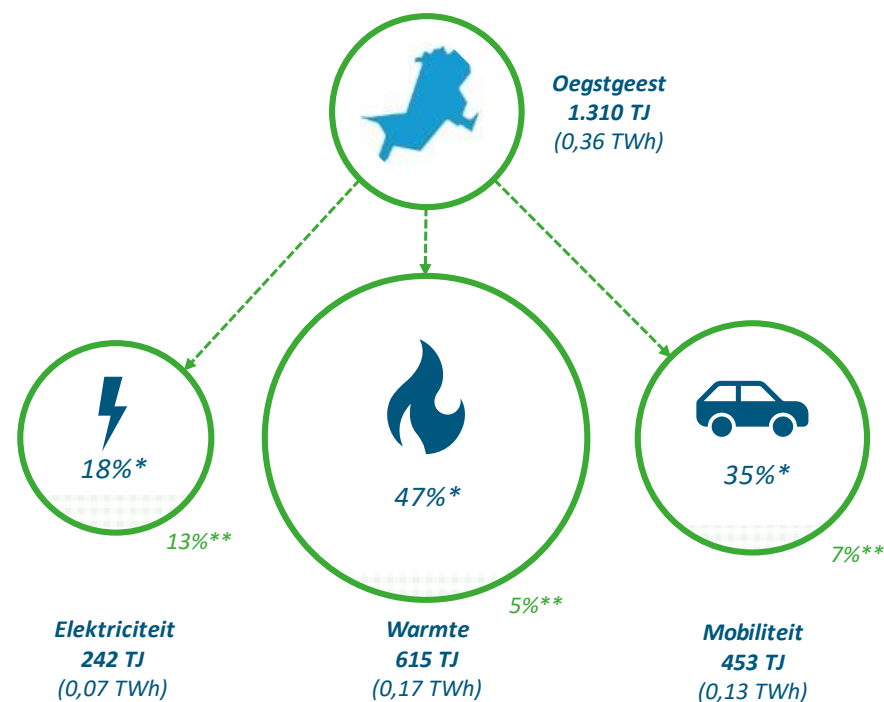 Oegstgeest
1.310 TJ
(0,36 TWh)
18%*
13%**
47%*
5%**
35%*
7%**
Elektriciteit
242 TJ
(0,07 TWh)
Warmte
615 TJ
(0,17 TWh)
Mobiliteit
453 TJ
(0,13 TWh)